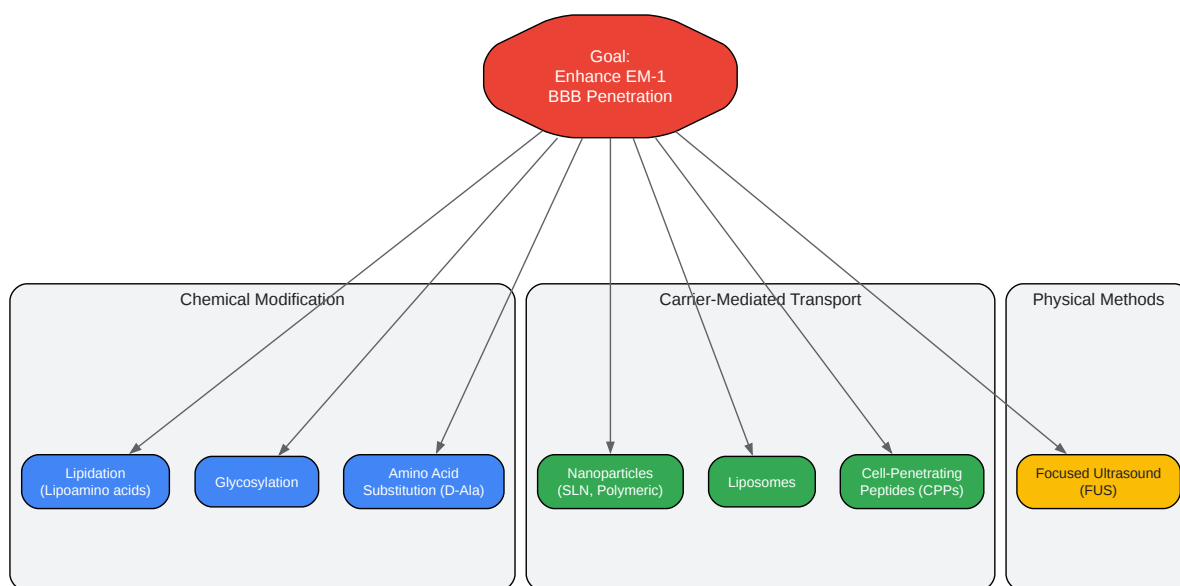 Goal:
Enhance EM-1
BBB Penetration
Chemical Modification
Carrier-Mediated Transport
Physical Methods
Lipidation
(Lipoamino acids)
Glycosylation
Amino Acid
Substitution (D-Ala)
Nanoparticles
(SLN, Polymeric)
Liposomes
Cell-Penetrating
Peptides (CPPs)
Focused Ultrasound
(FUS)